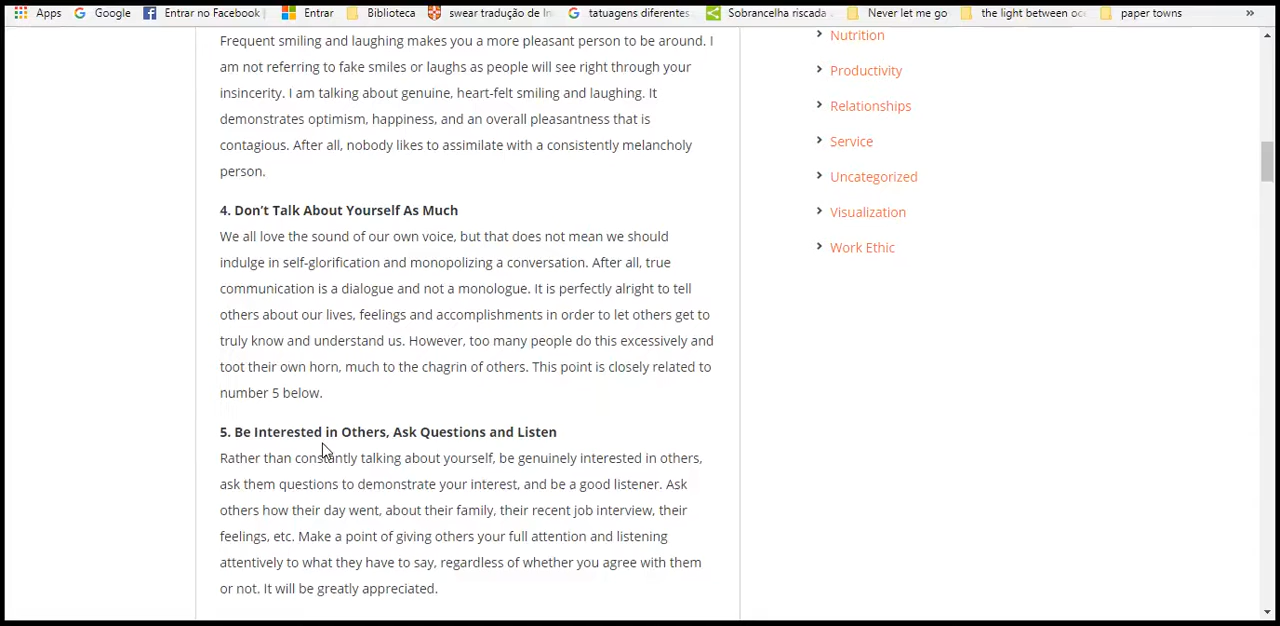 Apps Google Entrar no Facebook Entrar Biblioteca swear tradução de In tatuagens diferentes Sobrancelha riscada Never let me go the light between oce paper towns »
Frequent smiling and laughing makes you a more pleasant person to be around. I
am not referring to fake smiles or laughs as people will see right through your
insincerity. I am talking about genuine, heart-felt smiling and laughing. It
demonstrates optimism, happiness, and an overall pleasantness that is
contagious. After all, nobody likes to assimilate with a consistently melancholy
person.
4. Don’t Talk About Yourself As Much
We all love the sound of our own voice, but that does not mean we should
indulge in self-glorification and monopolizing a conversation. After all, true
communication is a dialogue and not a monologue. It is perfectly alright to tell
others about our lives, feelings and accomplishments in order to let others get to
truly know and understand us. However, too many people do this excessively and
toot their own horn, much to the chagrin of others. This point is closely related to
number 5 below.
5. Be Interested in Others, Ask Questions and Listen
Rather than constantly talking about yourself, be genuinely interested in others,
ask them questions to demonstrate your interest, and be a good listener. Ask
others how their day went, about their family, their recent job interview, their
feelings, etc. Make a point of giving others your full attention and listening
attentively to what they have to say, regardless of whether you agree with them
or not. It will be greatly appreciated.
Nutrition
Productivity
Relationships
Service
Uncategorized
Visualization
Work Ethic